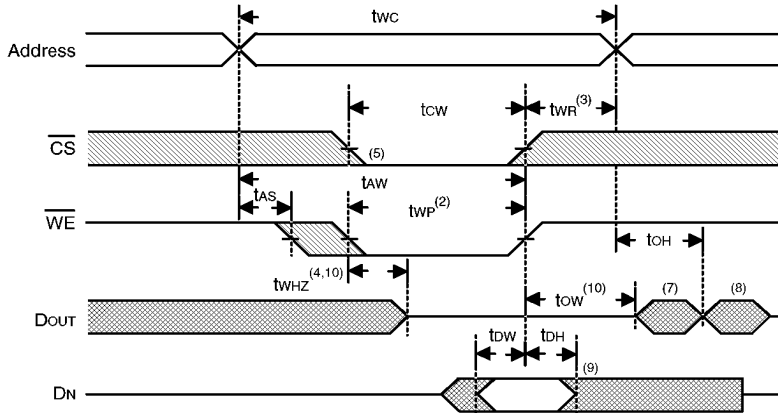 tWC
Address
tCW
tWR(3)
CS
(5)
tAW
tAS
tWP(2)
WE
tOH
tWHZ(4,10)
tOW(10)
(7)
(8)
DOUT
tDW
tDH
(9)
DN